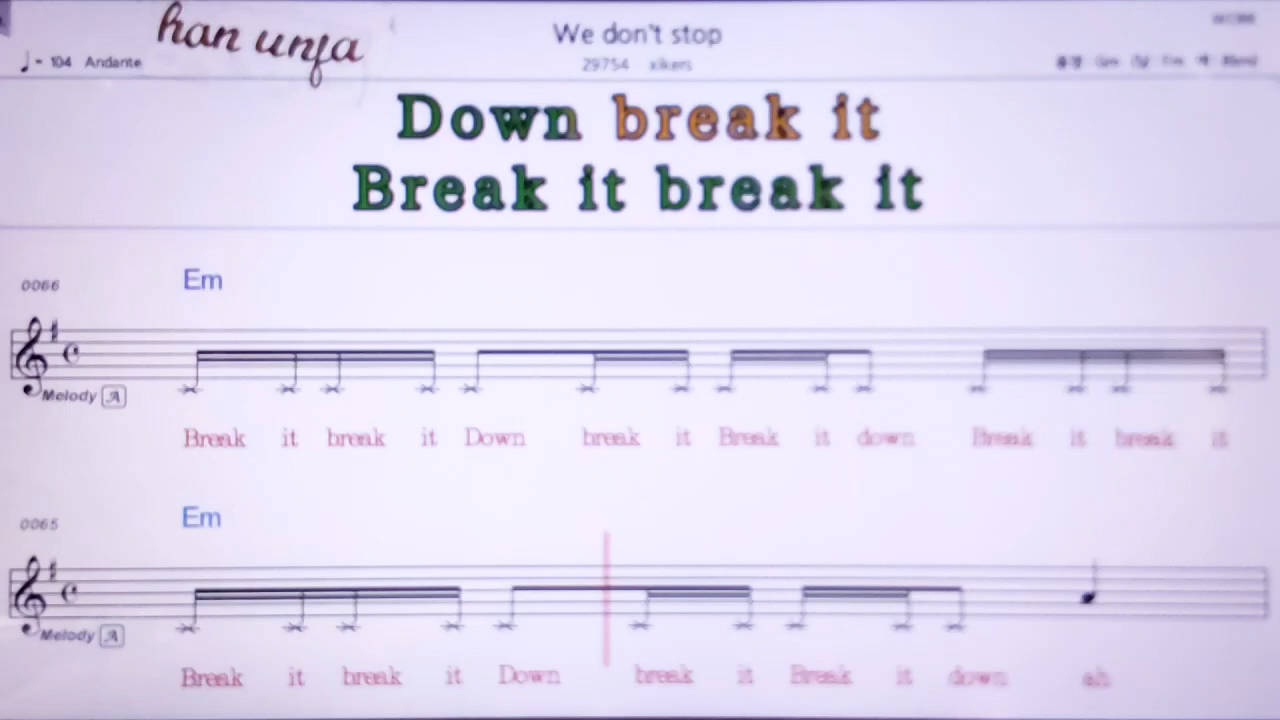 han unja
We don't stop
♩= 104 Andante
29754 xikers
Down break it
Break it break it
0066
Em
Melody A
Break it break it Down break it Break it down Break it break it
0065
Em
Melody A
Break it break it Down break it Break it down ah